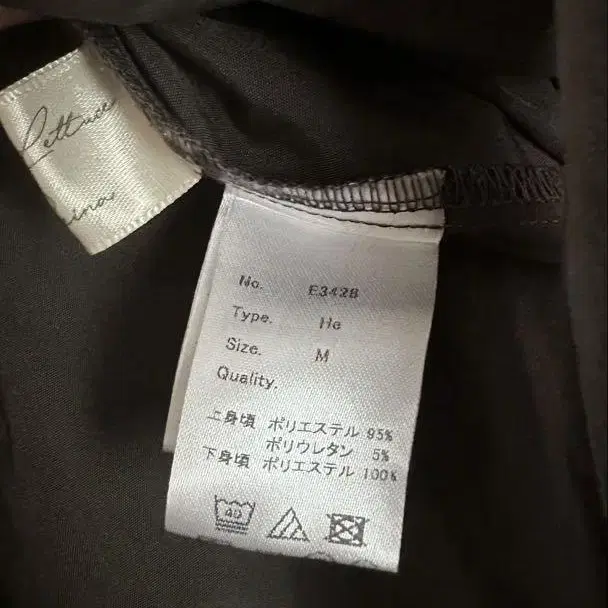 Lettuce
No. E3428
Type. He
Size. M
Quality.
上身頃 ポリエステル 95%
ポリウレタン 5%
下身頃 ポリエステル 100%
40